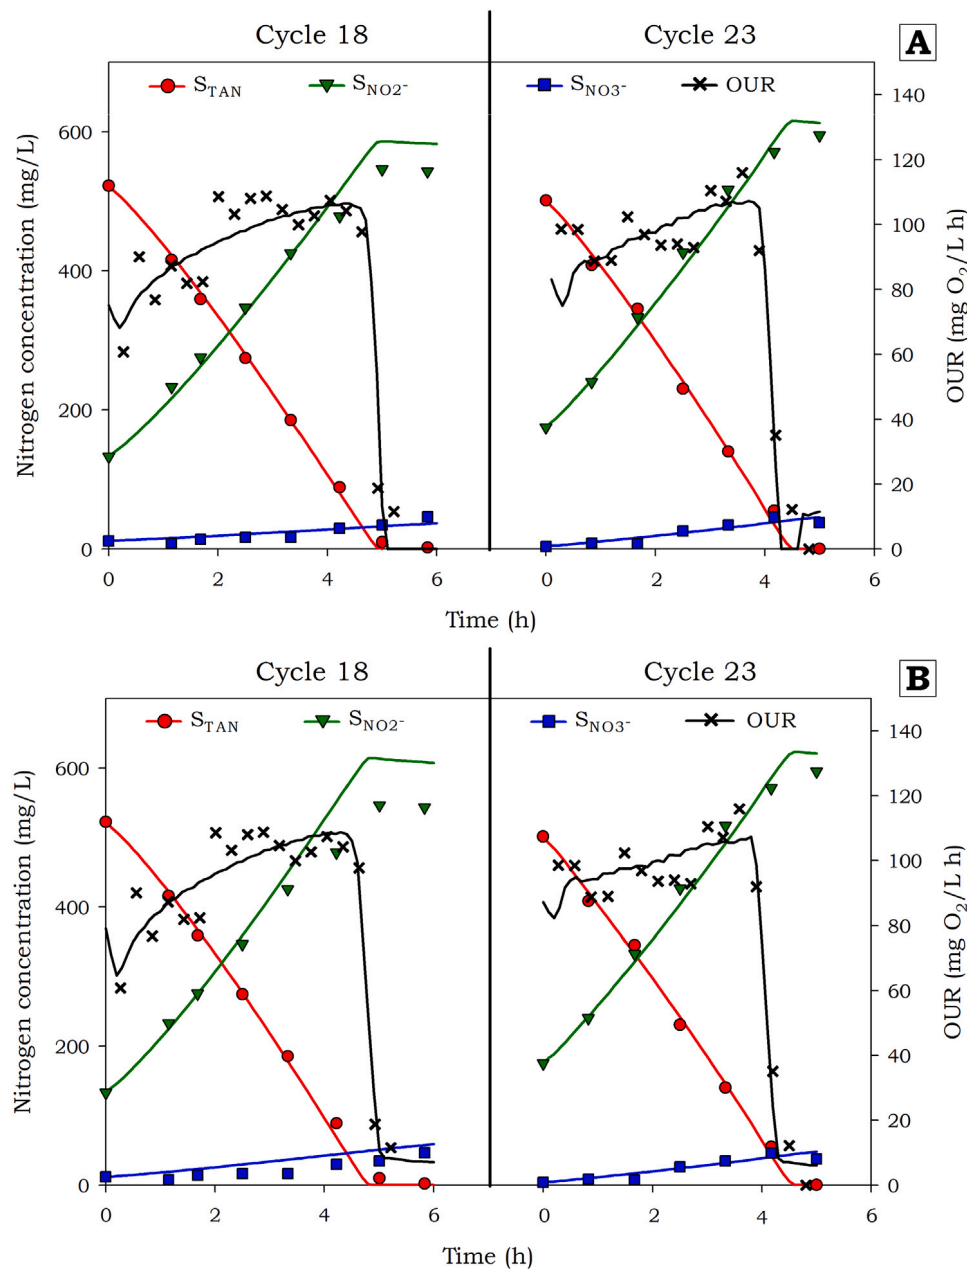 Cycle 18 Cycle 23 A
S_TAN S_NO2- S_NO3- OUR
Nitrogen concentration (mg/L)
600
400
200
0
140
120
100
80
60
40
20
0
OUR (mg O2/L h)
0 2 4 6 0 2 4 6
Time (h)
Cycle 18 Cycle 23 B
S_TAN S_NO2- S_NO3- OUR
Nitrogen concentration (mg/L)
600
400
200
0
140
120
100
80
60
40
20
0
OUR (mg O2/L h)
0 2 4 6 0 2 4 6
Time (h)